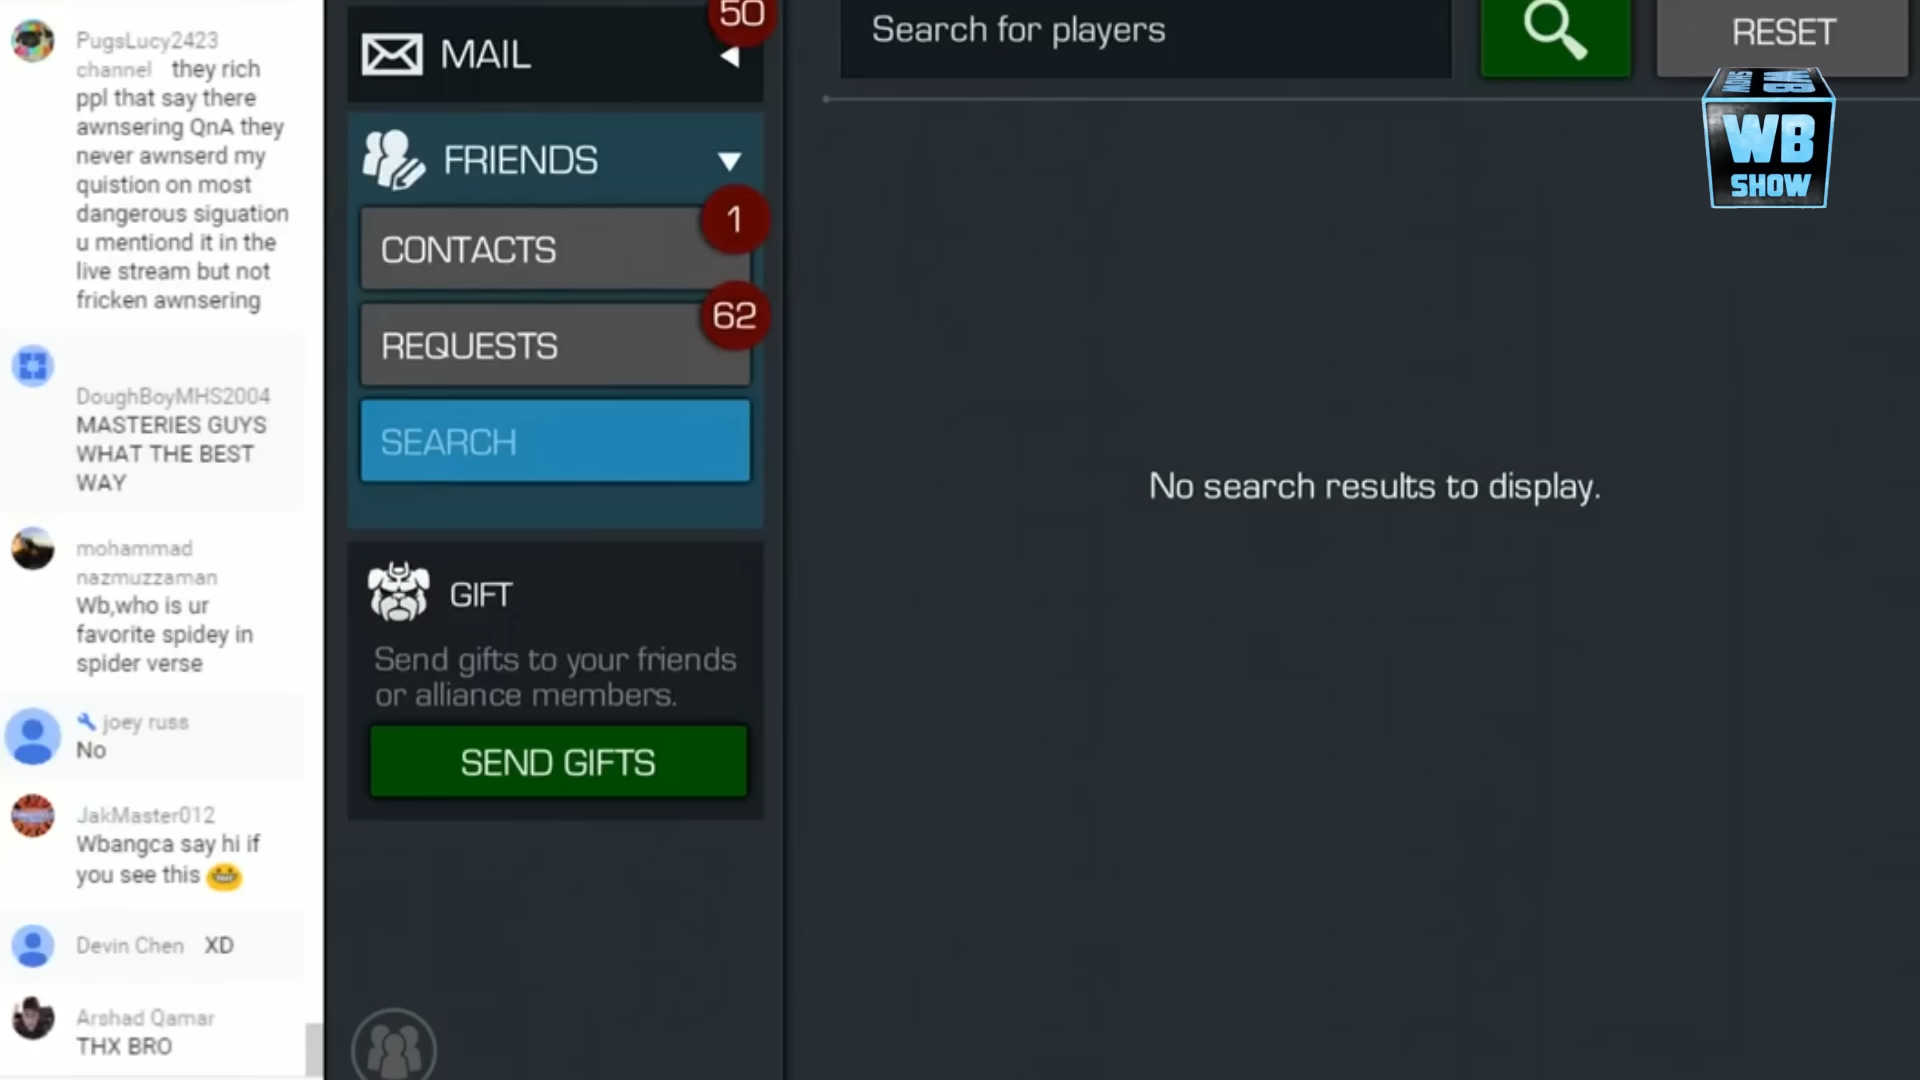 PugsLucy2423
channel they rich
ppl that say there
awnsering QnA they
never awnserd my
quistion on most
dangerous siguation
u mentiond it in the
live stream but not
fricken awnsering
DoughBoyMHS2004
MASTERIES GUYS
WHAT THE BEST
WAY
mohammad
nazmuzzaman
Wb,who is ur
favorite spidey in
spider verse
joey russ
No
JakMaster012
Wbangca say hi if
you see this
Devin Chen XD
Arshad Qamar
THX BRO
50
MAIL
FRIENDS
1
CONTACTS
62
REQUESTS
SEARCH
GIFT
Send gifts to your friends
or alliance members.
SEND GIFTS
Search for players
RESET
WB
SHOW
WB
SHOW
No search results to display.